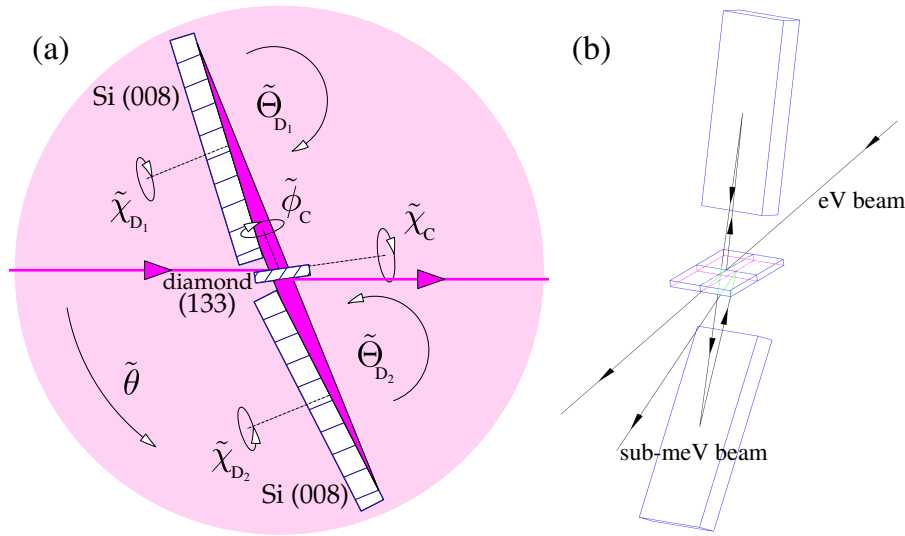 (a)
Si (008)
Θ̃D₁
χ̃D₁
ϕ̃C
χ̃C
diamond
(133)
θ̃
Θ̃D₂
χ̃D₂
Si (008)
(b)
eV beam
sub-meV beam